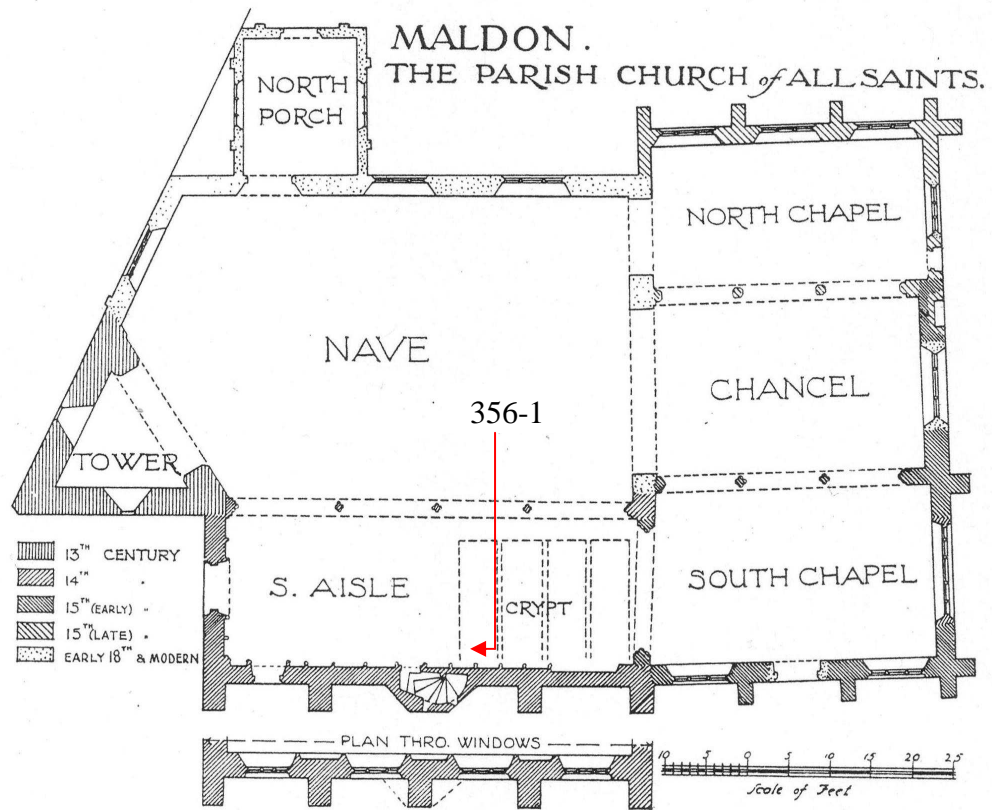 MALDON.
THE PARISH CHURCH of ALL SAINTS.
NORTH
PORCH
NORTH CHAPEL
NAVE
CHANCEL
356-1
TOWER
13TH CENTURY
14TH "
15TH (EARLY) "
15TH (LATE) "
EARLY 18TH & MODERN
S. AISLE
CRYPT
SOUTH CHAPEL
PLAN THRO. WINDOWS
10 5 0 5 10 15 20 25
Scale of Feet